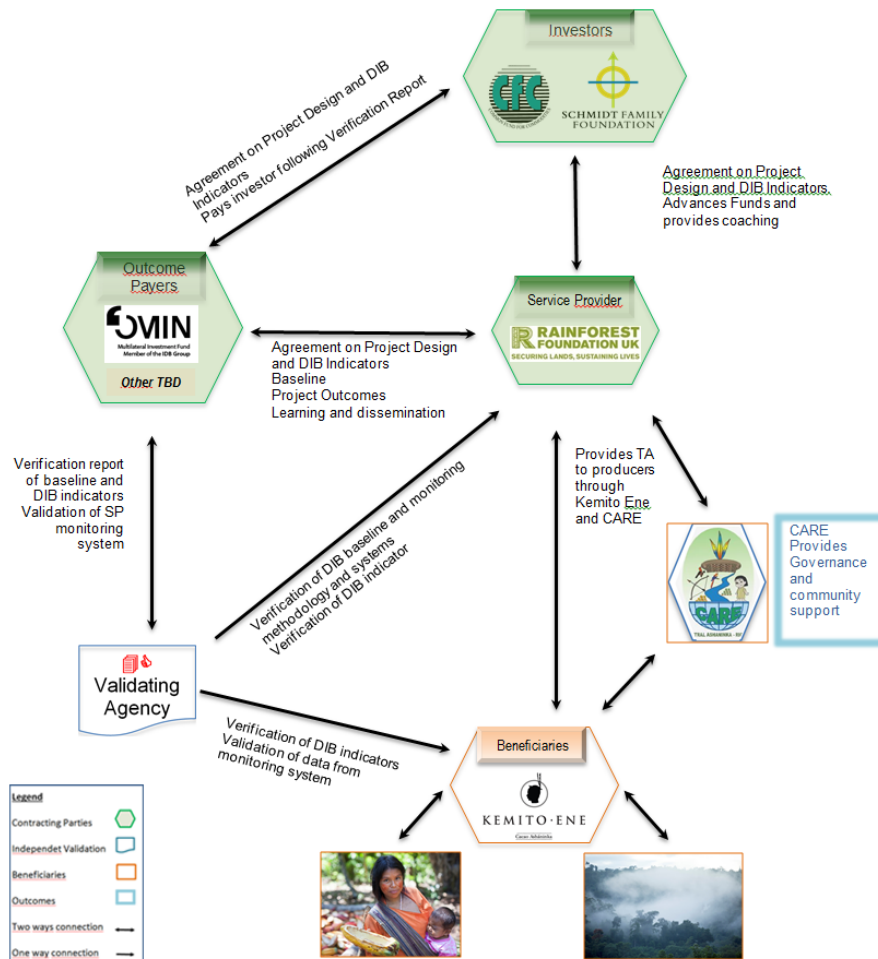 Investors
CFC
COMMON FUND FOR COMMODITIES
SCHMIDT FAMILY
FOUNDATION
Agreement on Project Design and DIB
Indicators
Pays investor following Verification Report
Agreement on Project
Design and DIB Indicators,
Advances Funds and
provides coaching
Outcome
Payers
OMIN
Multilateral Investment Fund
Member of the IDB Group
Other TBD
Service Provider
RAINFOREST
FOUNDATION UK
SECURING LANDS, SUSTAINING LIVES
Agreement on Project Design
and DIB Indicators
Baseline
Project Outcomes
Learning and dissemination
Verification report
of baseline and
DIB indicators
Validation of SP
monitoring
system
Verification of DIB baseline and monitoring
methodology and systems
Verification of DIB indicator
Provides TA
to producers
through
Kemito Ene
and CARE
CARE
CARE
Provides
Governance
and
community
support
Validating
Agency
Verification of DIB indicators
Validation of data from
monitoring system
Beneficiaries
KEMITO·ENE
Legend
Contracting Parties
Independet Validation
Beneficiaries
Outcomes
Two ways connection
One way connection